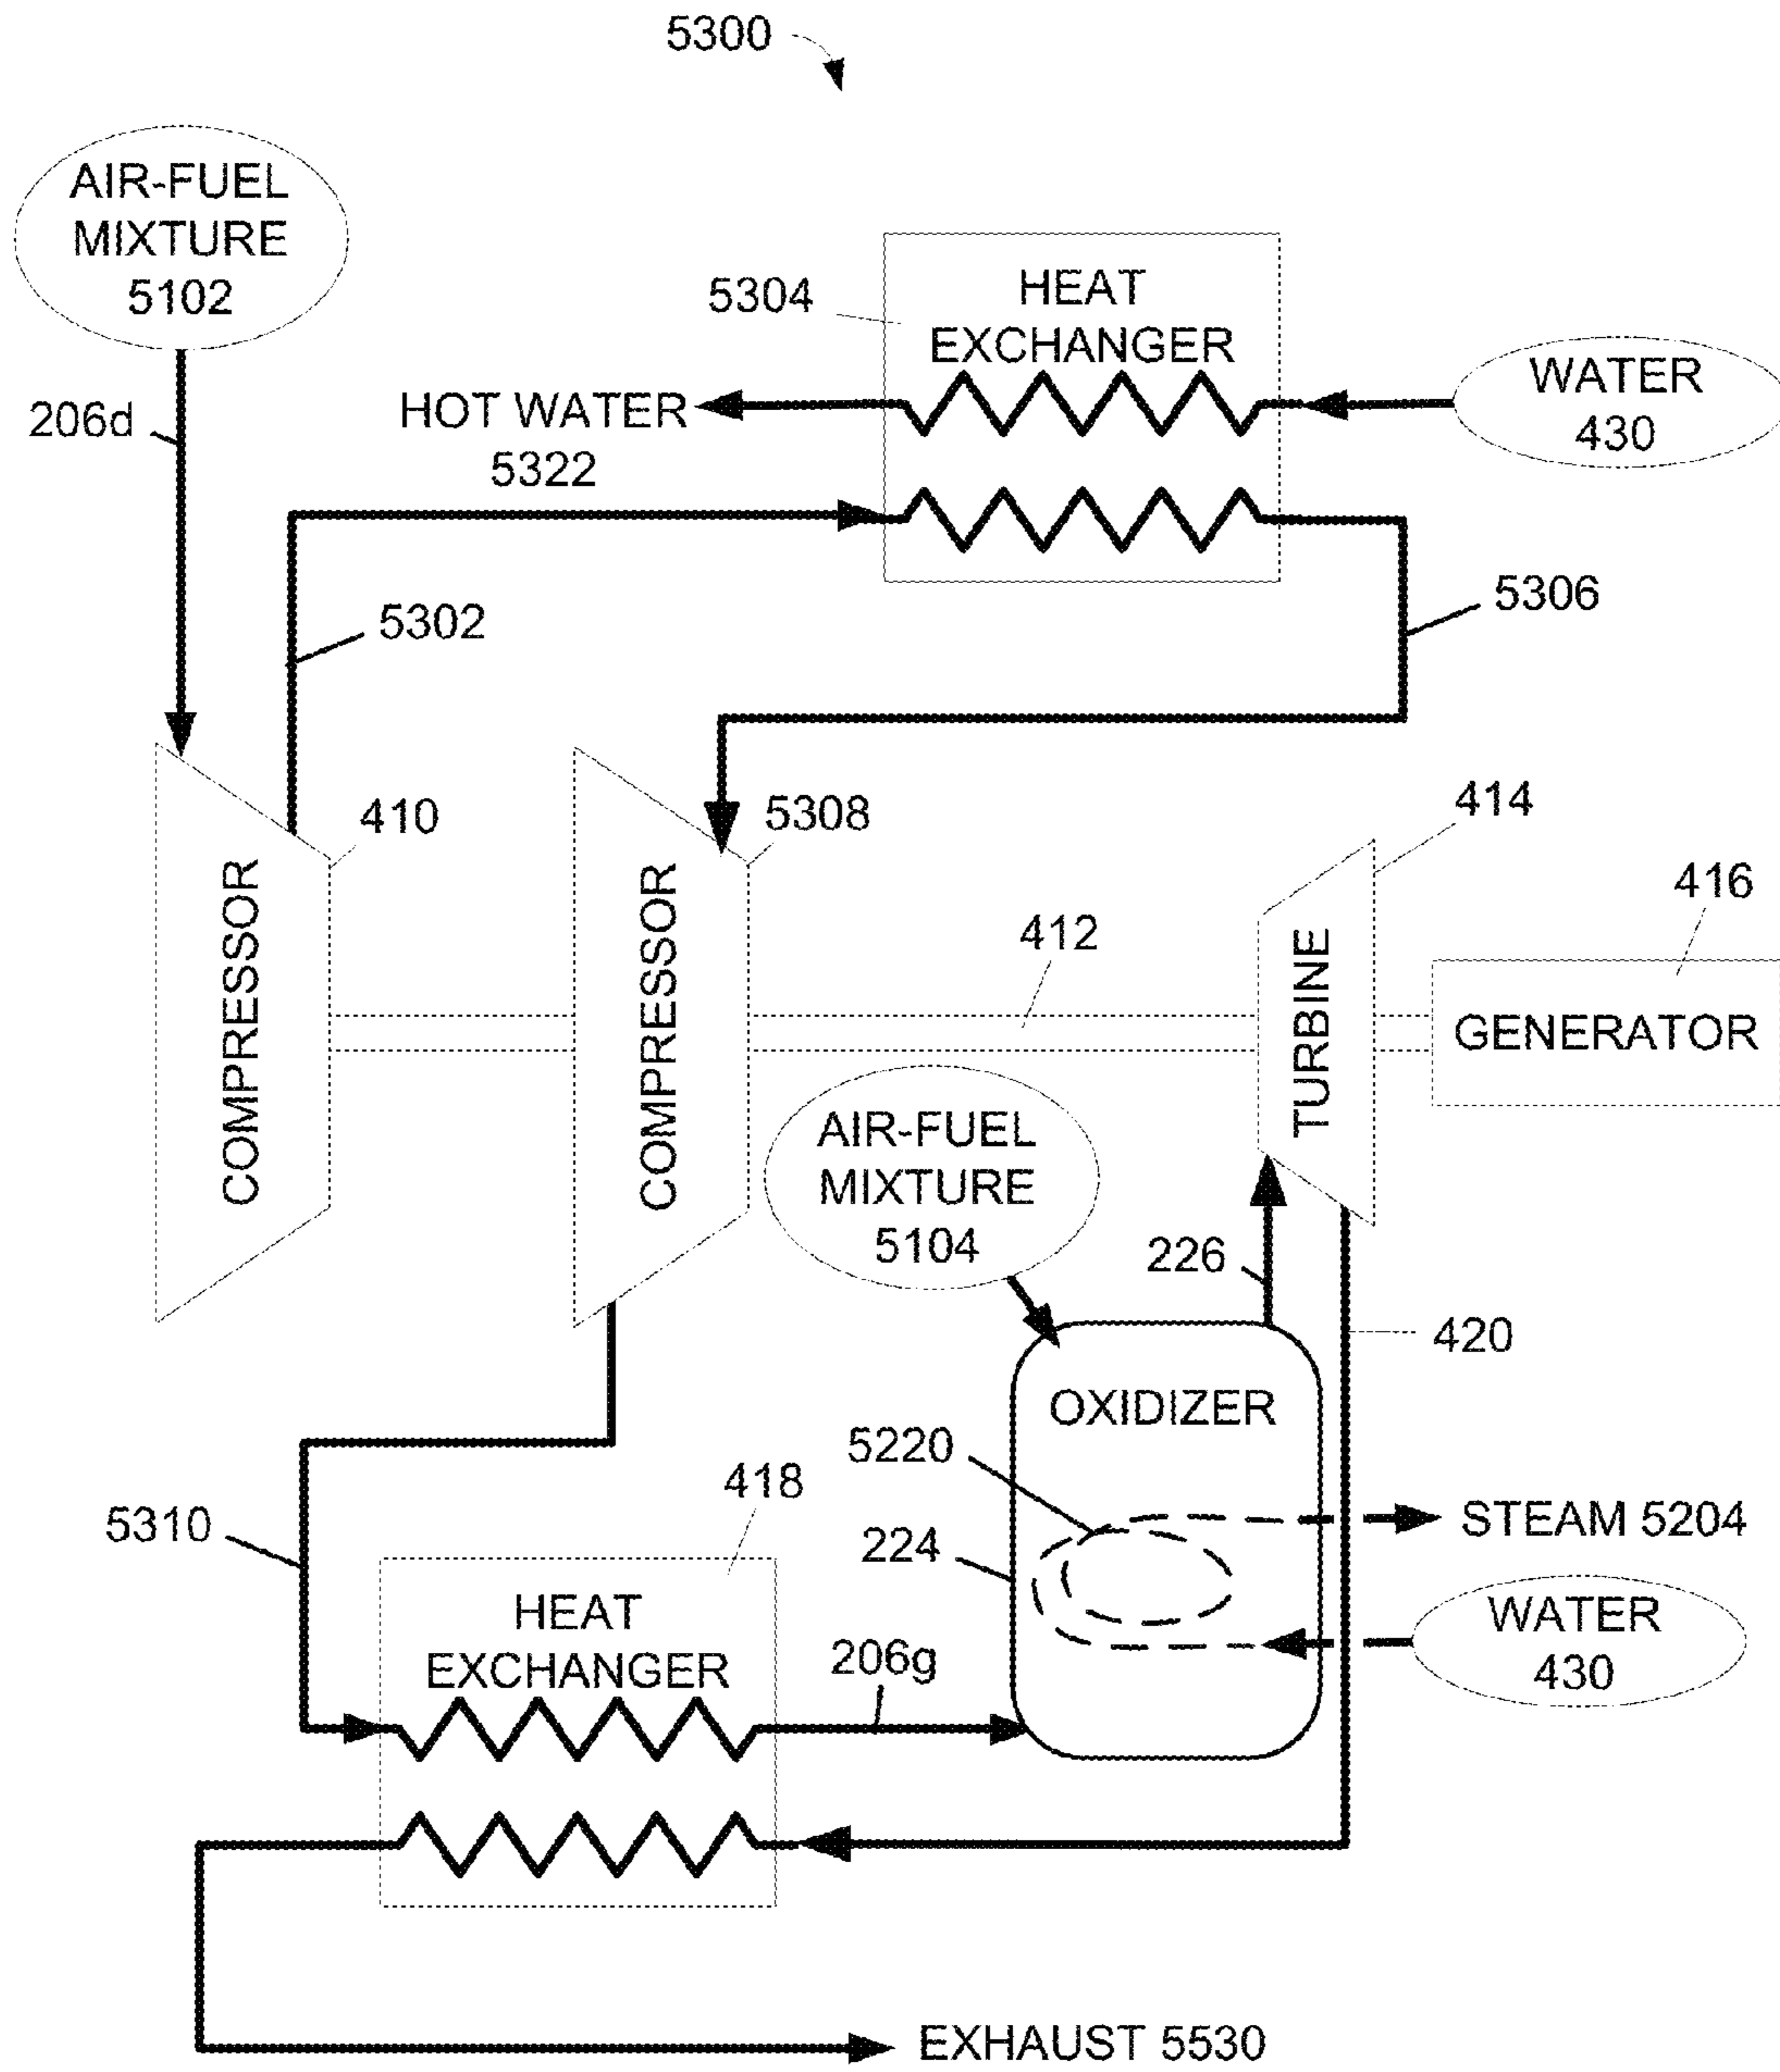 5300
AIR-FUEL
MIXTURE
5102
5304
HEAT
EXCHANGER
WATER
430
206d
HOT WATER
5322
5302
5306
410
5308
414
416
COMPRESSOR
COMPRESSOR
412
TURBINE
GENERATOR
AIR-FUEL
MIXTURE
5104
226
420
OXIDIZER
5220
418
5310
224
STEAM 5204
HEAT
EXCHANGER
206g
WATER
430
EXHAUST 5530